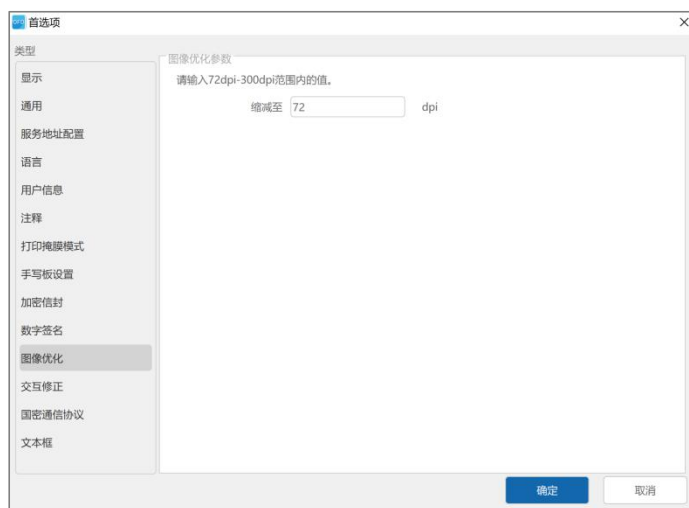 首选项
类型
显示
通用
服务地址配置
语言
用户信息
注释
打印掩膜模式
手写板设置
加密信封
数字签名
图像优化
交互修正
国密通信协议
文本框
图像优化参数
请输入72dpi-300dpi范围内的值。
缩减至 72 dpi
确定 取消